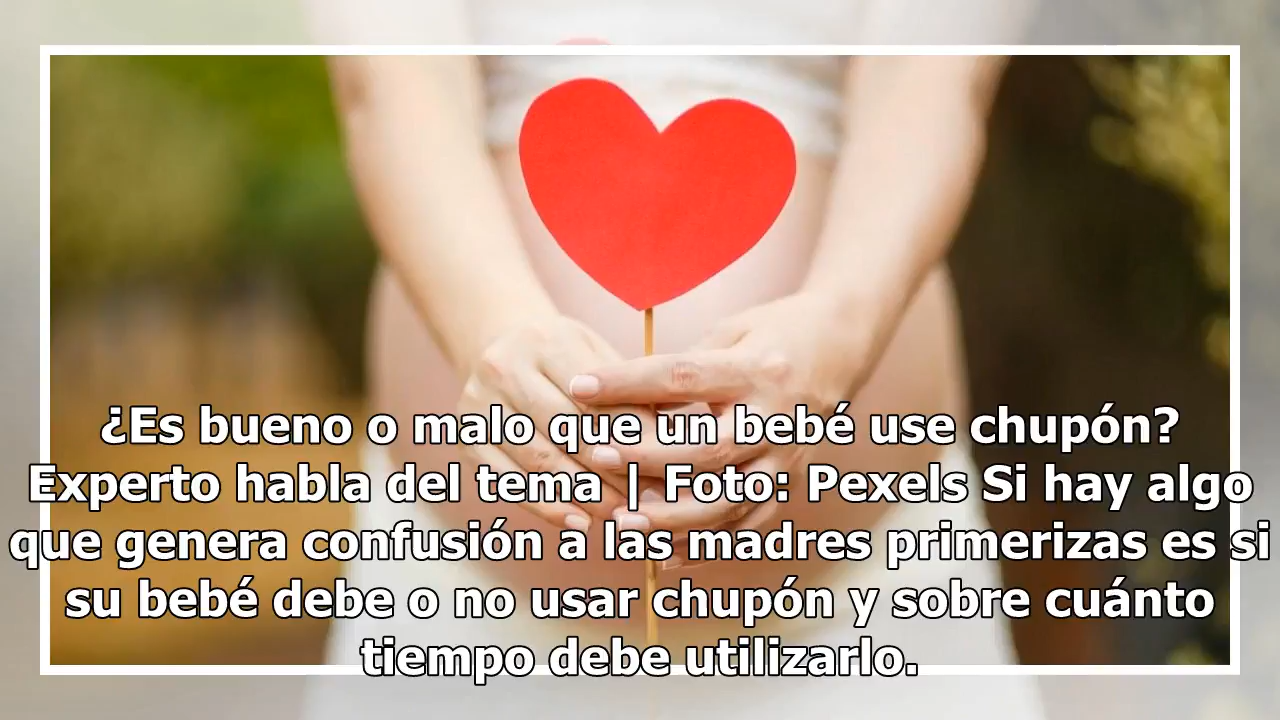 ¿Es bueno o malo que un bebé use chupón?
Experto habla del tema | Foto: Pexels Si hay algo
que genera confusión a las madres primerizas es si
su bebé debe o no usar chupón y sobre cuánto
tiempo debe utilizarlo.